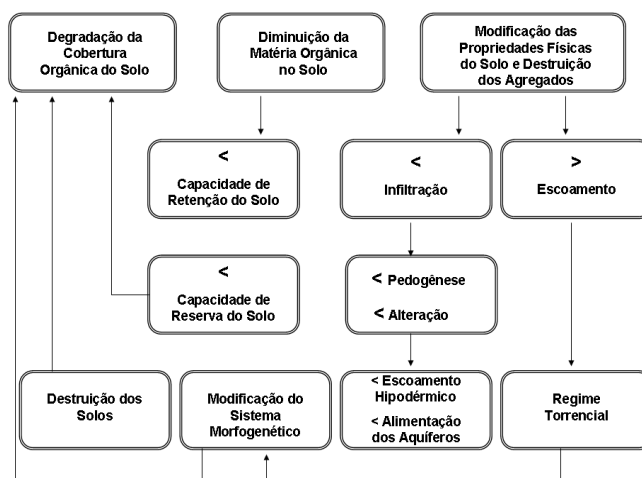 Degradação da
Cobertura
Orgânica do Solo
Diminuição da
Matéria Orgânica
no Solo
Modificação das
Propriedades Físicas
do Solo e Destruição
dos Agregados
<
Capacidade de
Retenção do Solo
<
Infiltração
>
Escoamento
<
Capacidade de
Reserva do Solo
< Pedogênese
< Alteração
Destruição dos
Solos
Modificação do
Sistema
Morfogenético
< Escoamento
Hipodérmico
< Alimentação
dos Aquíferos
Regime
Torrencial